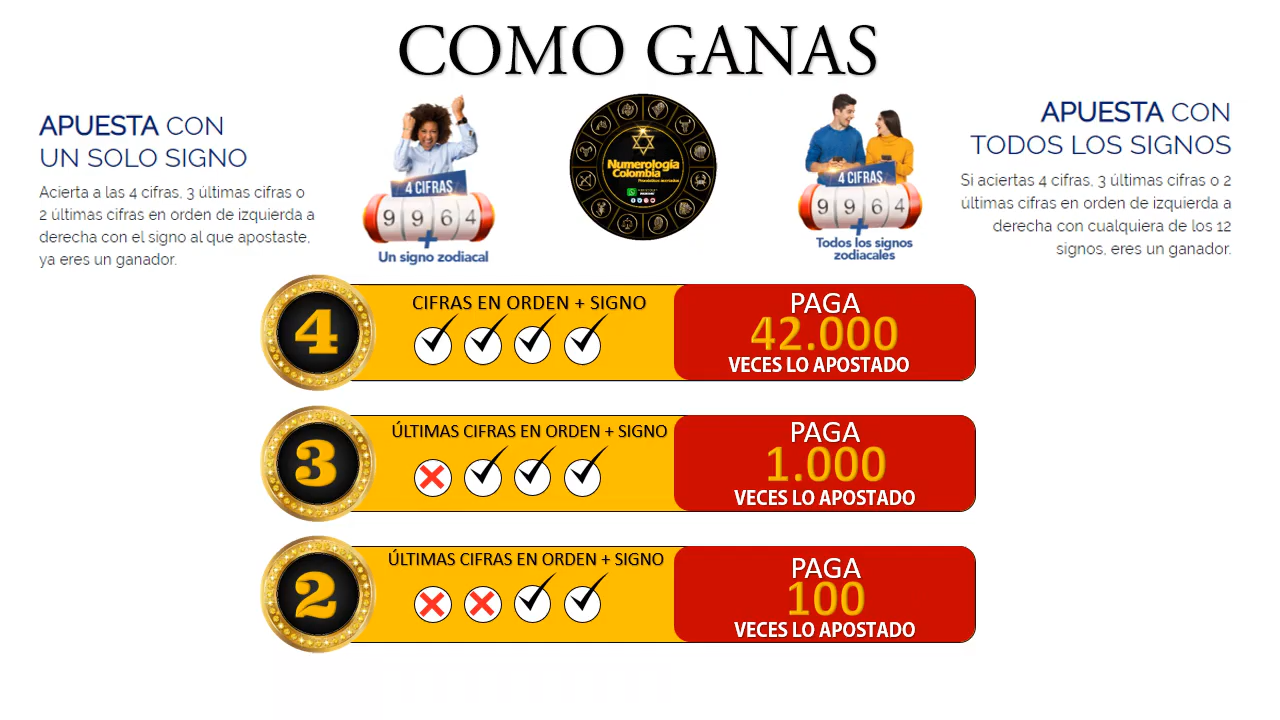 COMO GANAS
APUESTA CON
UN SOLO SIGNO
Acierta a las 4 cifras, 3 últimas cifras o
2 últimas cifras en orden de izquierda a
derecha con el signo al que apostaste,
ya eres un ganador.
4 CIFRAS
9 9 6 4
+
Un signo zodiacal
Numerología
Colombia
4 CIFRAS
9 9 6 4
+
Todos los signos
zodiacales
APUESTA CON
TODOS LOS SIGNOS
Si aciertas 4 cifras, 3 últimas cifras o 2
últimas cifras en orden de izquierda a
derecha con cualquiera de los 12
signos, eres un ganador.
4
CIFRAS EN ORDEN + SIGNO
PAGA
42.000
VECES LO APOSTADO
3
ÚLTIMAS CIFRAS EN ORDEN + SIGNO
PAGA
1.000
VECES LO APOSTADO
2
ÚLTIMAS CIFRAS EN ORDEN + SIGNO
PAGA
100
VECES LO APOSTADO